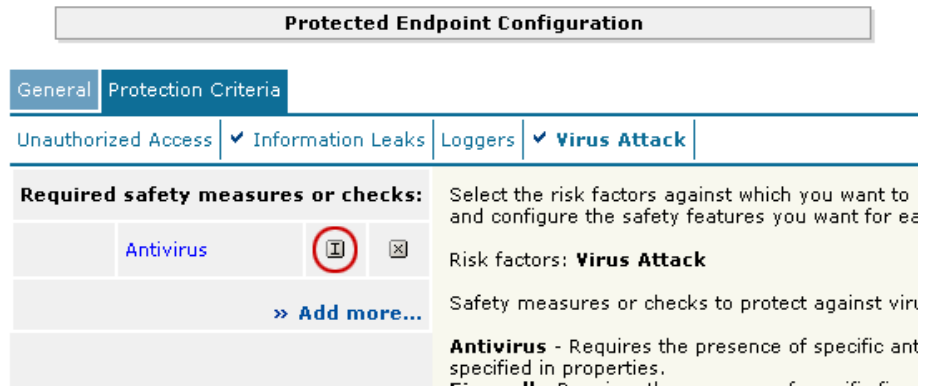 Protected Endpoint Configuration
General Protection Criteria
Unauthorized Access Information Leaks Loggers Virus Attack
Required safety measures or checks:
Antivirus
» Add more...
Select the risk factors against which you want to
and configure the safety features you want for ea
Risk factors: Virus Attack
Safety measures or checks to protect against viru
Antivirus - Requires the presence of specific ant
specified in properties.